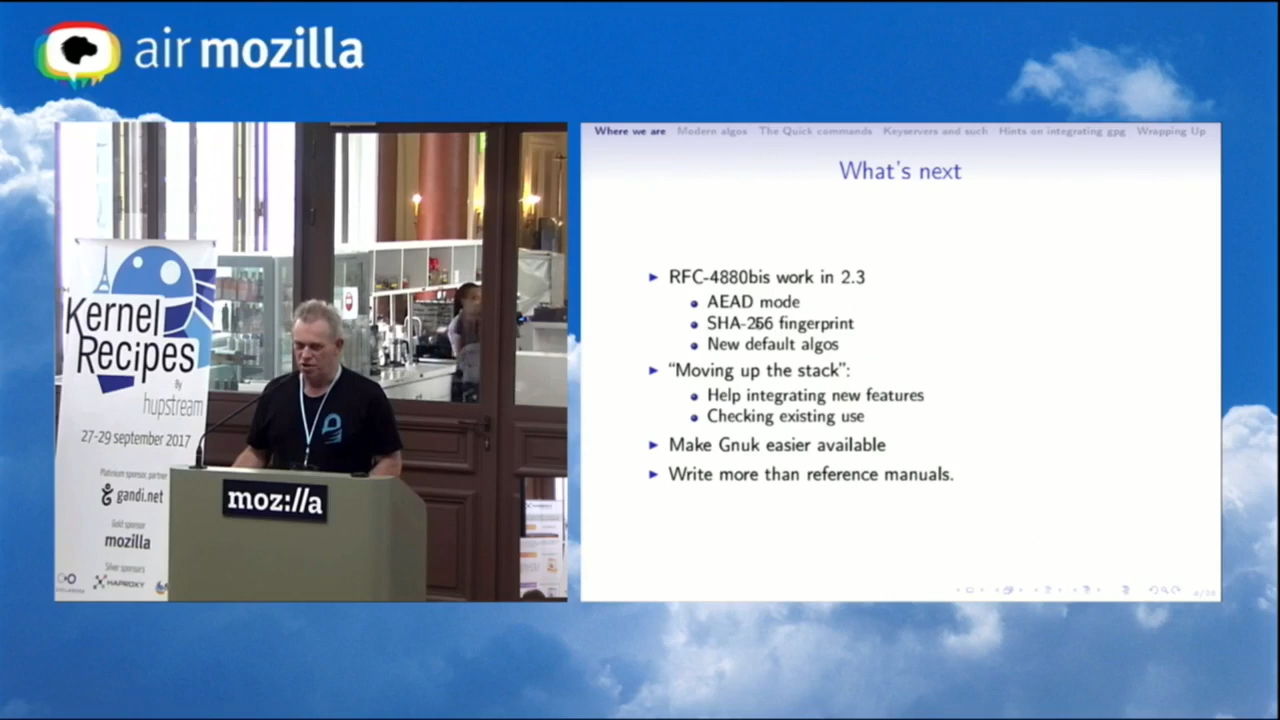 air mozilla
Kernel
Recipes
By
hupstream
27-29 september 2017
Platinium sponsor, partner
gandi.net
Gold sponsor
mozilla
Silver sponsors
HAPROXY
moz://a
Where we are Modern algos The Quick commands Keyservers and such Hints on integrating gpg Wrapping Up
What's next
RFC-4880bis work in 2.3
AEAD mode
SHA-256 fingerprint
New default algos
“Moving up the stack”:
Help integrating new features
Checking existing use
Make Gnuk easier available
Write more than reference manuals.